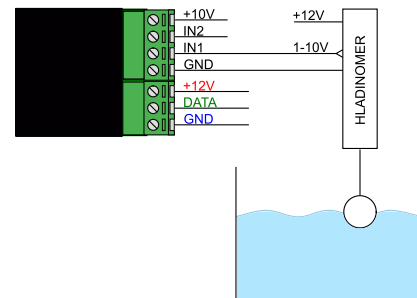 +10V
+12V
IN2
IN1
1-10V
GND
HLADINOMER
+12V
DATA
GND